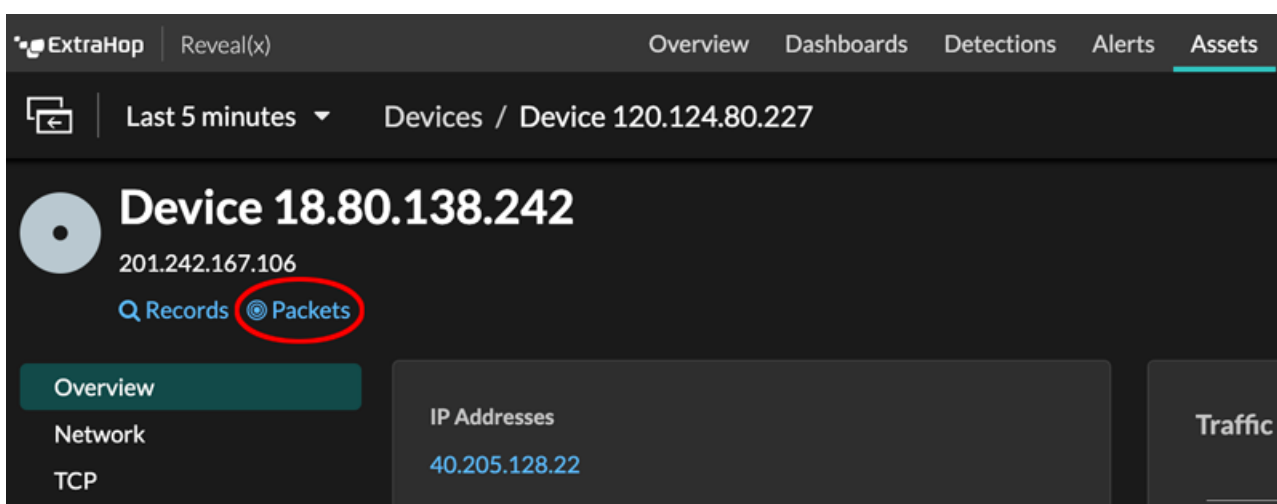 ExtraHop Reveal(x) Overview Dashboards Detections Alerts Assets
Last 5 minutes Devices / Device 120.124.80.227
Device 18.80.138.242
201.242.167.106
Records Packets
Overview
Network
TCP
IP Addresses
40.205.128.22
Traffic